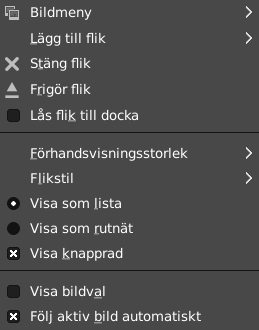 Bildmeny
Lägg till flik
Stäng flik
Frigör flik
Lås flik till docka
Förhandsvisningsstorlek
Flikstil
Visa som lista
Visa som rutnät
Visa knapprad
Visa bildval
Följ aktiv bild automatiskt